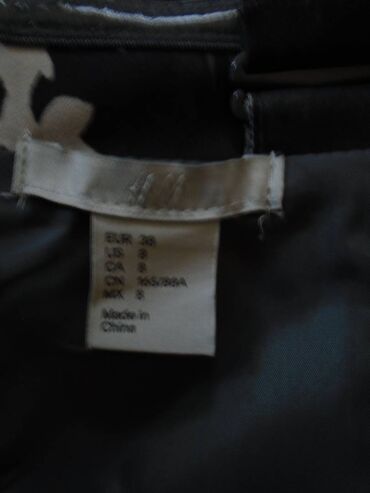 H&M
EUR 38
US 8
CA 8
CN 165/88A
MX 8
Made in
China